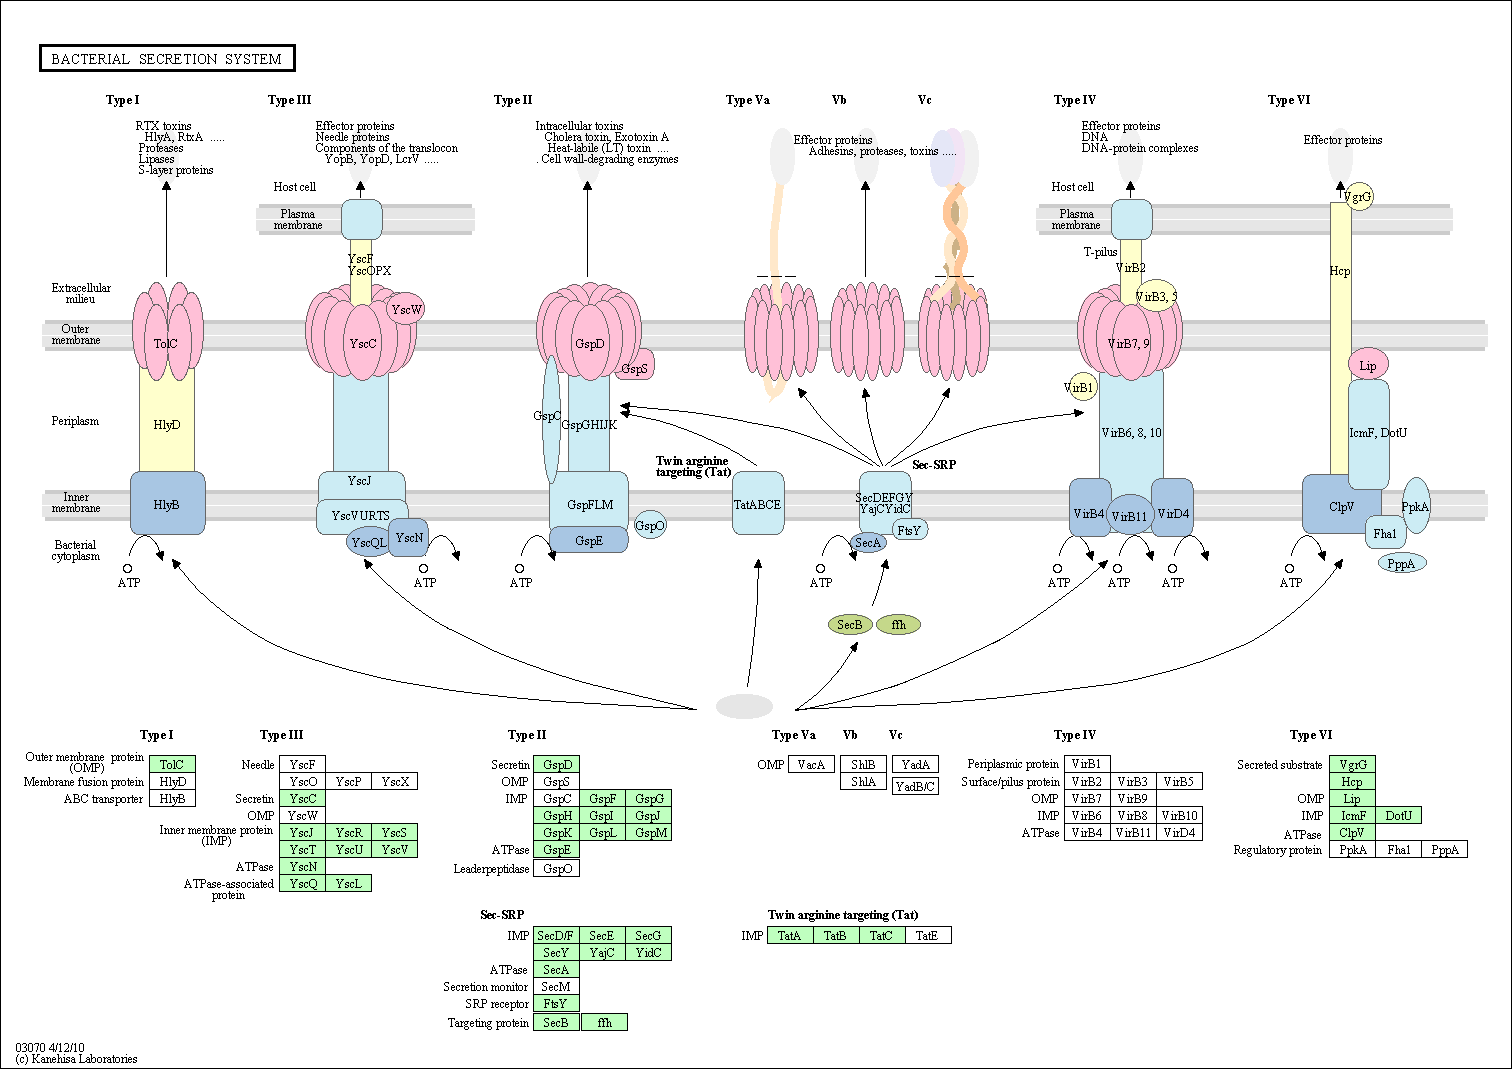 BACTERIAL SECRETION SYSTEM
Type I
Type III
Type II
Type Va
Vb
Vc
Type IV
Type VI
RTX toxins
HlyA, RtxA .....
Proteases
Lipases
S-layer proteins
Effector proteins
Needle proteins
Components of the translocon
YopB, YopD, LcrV .....
Intracellular toxins
Cholera toxin, Exotoxin A
Heat-labile (LT) toxin ....
. Cell wall-degrading enzymes
Effector proteins
Adhesins, proteases, toxins .....
Effector proteins
DNA
DNA-protein complexes
Effector proteins
Host cell
Plasma
membrane
Host cell
Plasma
membrane
VgrG
YscF
YscOPX
T-pilus
VirB2
Hcp
Extracellular
milieu
YscW
VirB3, 5
Outer
membrane
TolC
YscC
GspD
GspS
VirB7, 9
Lip
VirB1
Periplasm
HlyD
GspC
GspGHIJK
VirB6, 8, 10
IcmF, DotU
Twin arginine
targeting (Tat)
Sec-SRP
Inner
membrane
HlyB
YscJ
YscVURTS
GspFLM
TatABCE
SecDEFGY
YajCYidC
VirB4
VirB11
VirD4
ClpV
PpkA
Bacterial
cytoplasm
YscQL
YscN
GspE
GspO
SecA
FtsY
Fha1
PppA
ATP
ATP
ATP
ATP
ATP
ATP
ATP
ATP
SecB
ffh
Type I
Type III
Type II
Type Va
Vb
Vc
Type IV
Type VI
Outer membrane protein
(OMP)
TolC
Membrane fusion protein
HlyD
ABC transporter
HlyB
Needle
YscF
YscO YscP YscX
Secretin
YscC
OMP
YscW
Inner membrane protein
(IMP)
YscJ YscR YscS
YscT YscU YscV
ATPase
YscN
ATPase-associated
protein
YscQ YscL
Secretin
GspD
OMP
GspS
IMP
GspC GspF GspG
GspH GspI GspJ
GspK GspL GspM
ATPase
GspE
Leaderpeptidase
GspO
OMP
VacA
ShlB
ShlA
YadA
YadB/C
Periplasmic protein
VirB1
Surface/pilus protein
VirB2 VirB3 VirB5
OMP
VirB7 VirB9
IMP
VirB6 VirB8 VirB10
ATPase
VirB4 VirB11 VirD4
Secreted substrate
VgrG
Hcp
OMP
Lip
IMP
IcmF DotU
ATPase
ClpV
Regulatory protein
PpkA Fha1 PppA
Sec-SRP
IMP
SecD/F SecE SecG
SecY YajC YidC
ATPase
SecA
Secretion monitor
SecM
SRP receptor
FtsY
Targeting protein
SecB ffh
Twin arginine targeting (Tat)
IMP
TatA TatB TatC TatE
03070 4/12/10
(c) Kanehisa Laboratories